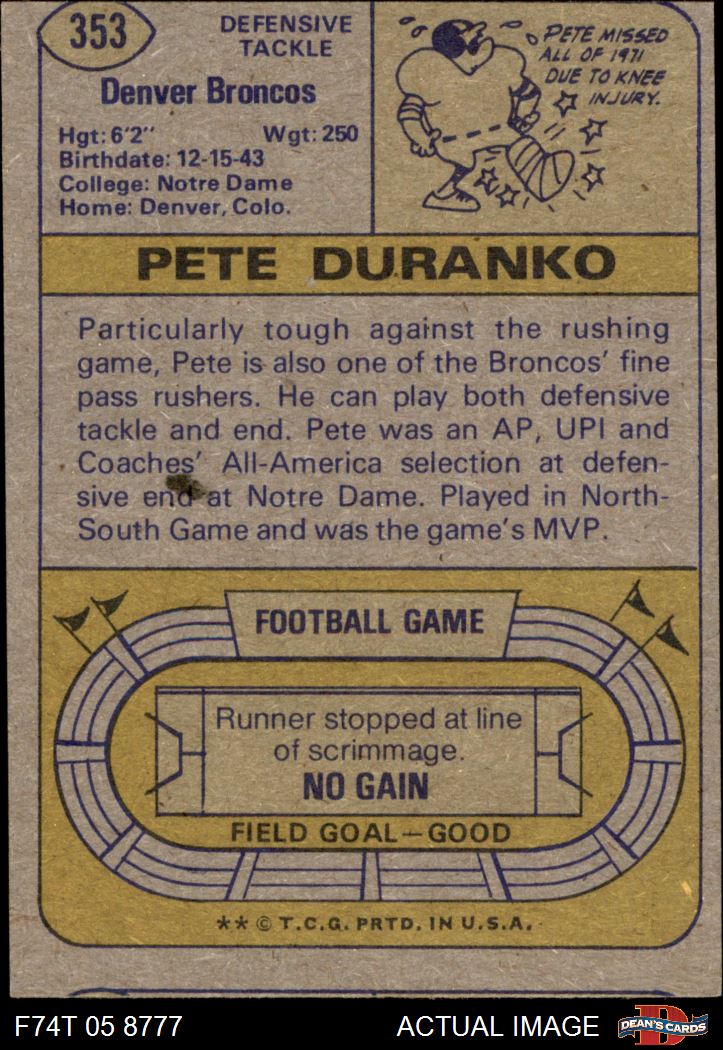 353
DEFENSIVE
TACKLE
Denver Broncos
Hgt: 6'2" Wgt: 250
Birthdate: 12-15-43
College: Notre Dame
Home: Denver, Colo.
PETE MISSED
ALL OF 1971
DUE TO KNEE
INJURY.
PETE DURANKO
Particularly tough against the rushing
game, Pete is also one of the Broncos' fine
pass rushers. He can play both defensive
tackle and end. Pete was an AP, UPI and
Coaches' All-America selection at defen-
sive end at Notre Dame. Played in North-
South Game and was the game's MVP.
FOOTBALL GAME
Runner stopped at line
of scrimmage.
NO GAIN
FIELD GOAL—GOOD
** © T.C.G. PRTD. IN U.S.A.
F74T 05 8777
ACTUAL IMAGE
D
DEAN'S CARDS